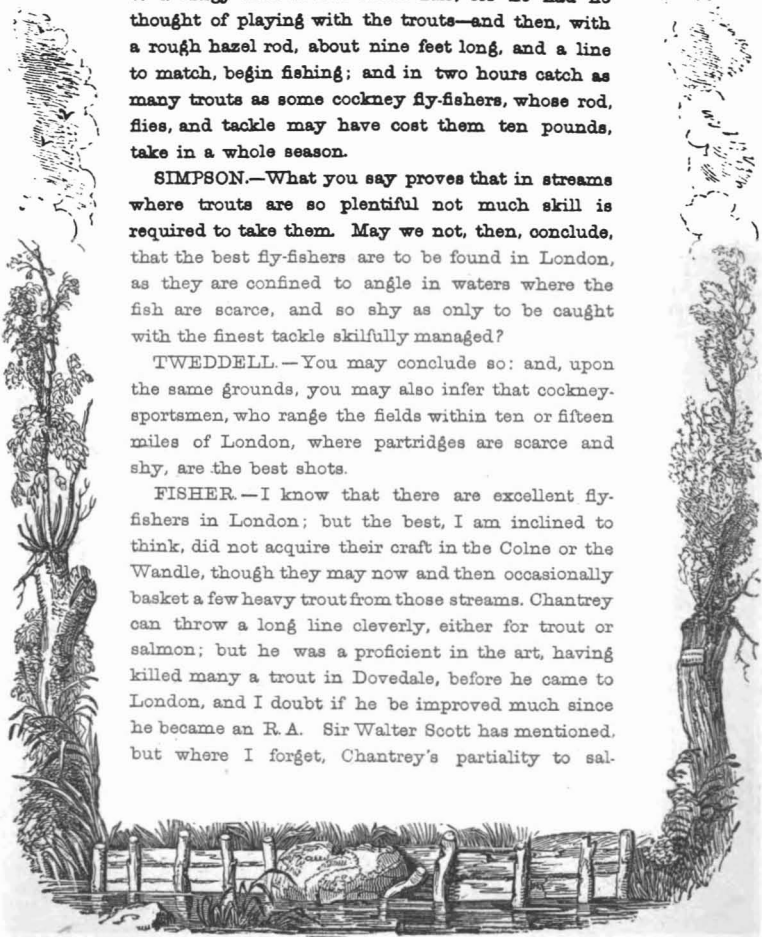 thought of playing with the trouts—and then, with
a rough hazel rod, about nine feet long, and a line
to match, begin fishing; and in two hours catch as
many trouts as some cockney fly-fishers, whose rod,
flies, and tackle may have cost them ten pounds,
take in a whole season.
SIMPSON.—What you say proves that in streams
where trouts are so plentiful not much skill is
required to take them. May we not, then, conclude,
that the best fly-fishers are to be found in London,
as they are confined to angle in waters where the
fish are scarce, and so shy as only to be caught
with the finest tackle skilfully managed?
TWEDDELL.—You may conclude so: and, upon
the same grounds, you may also infer that cockney-
sportsmen, who range the fields within ten or fifteen
miles of London, where partridges are scarce and
shy, are the best shots.
FISHER.—I know that there are excellent fly-
fishers in London; but the best, I am inclined to
think, did not acquire their craft in the Colne or the
Wandle, though they may now and then occasionally
basket a few heavy trout from those streams. Chantrey
can throw a long line cleverly, either for trout or
salmon; but he was a proficient in the art, having
killed many a trout in Dovedale, before he came to
London, and I doubt if he be improved much since
he became an R. A. Sir Walter Scott has mentioned,
but where I forget, Chantrey's partiality to sal-